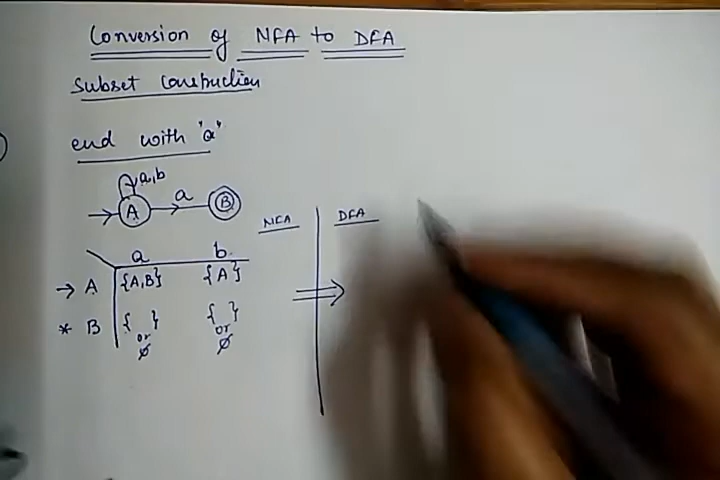 Conversion of NFA to DFA
Subset construction
end with "a"
a,b
A a B
NFA DFA
a b
→ A {A,B} {A}
* B { } { }
or or
ø ø